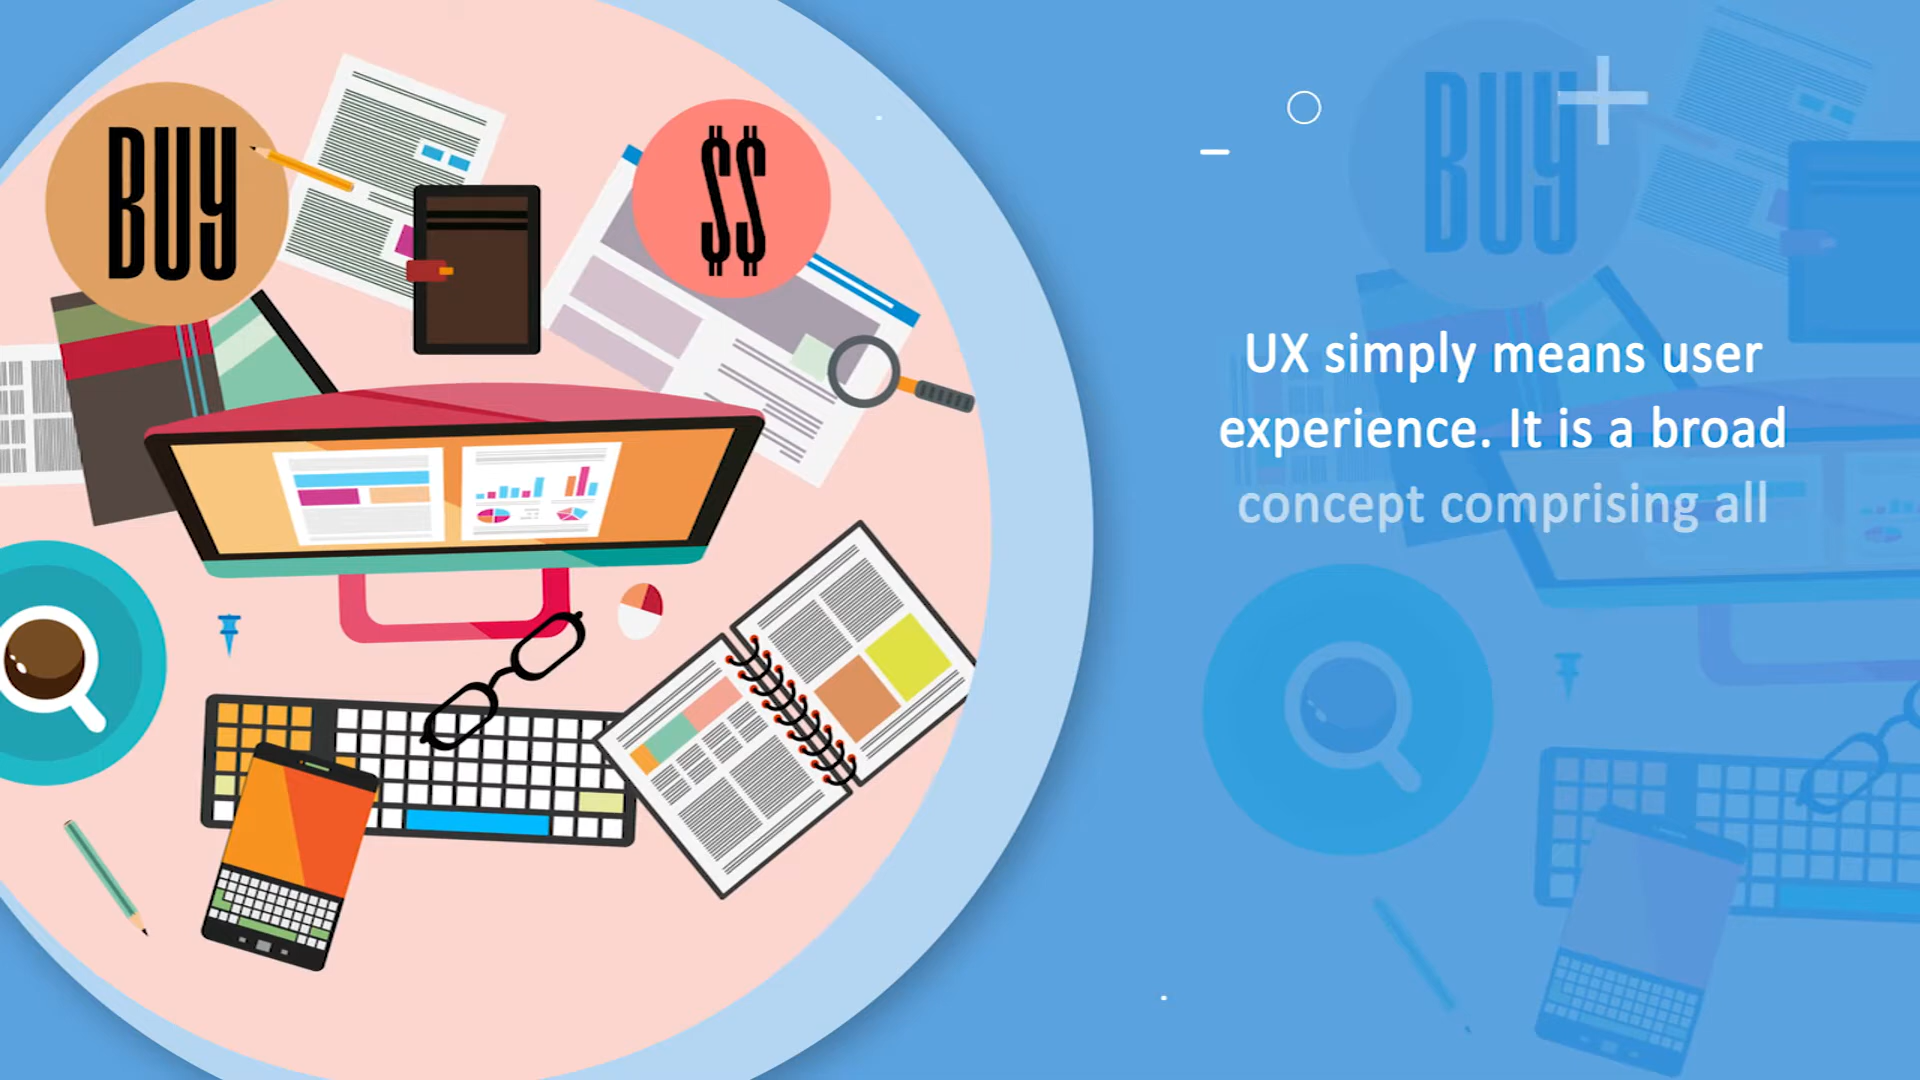 BUY
$$
BUY
UX simply means user
experience. It is a broad
concept comprising all